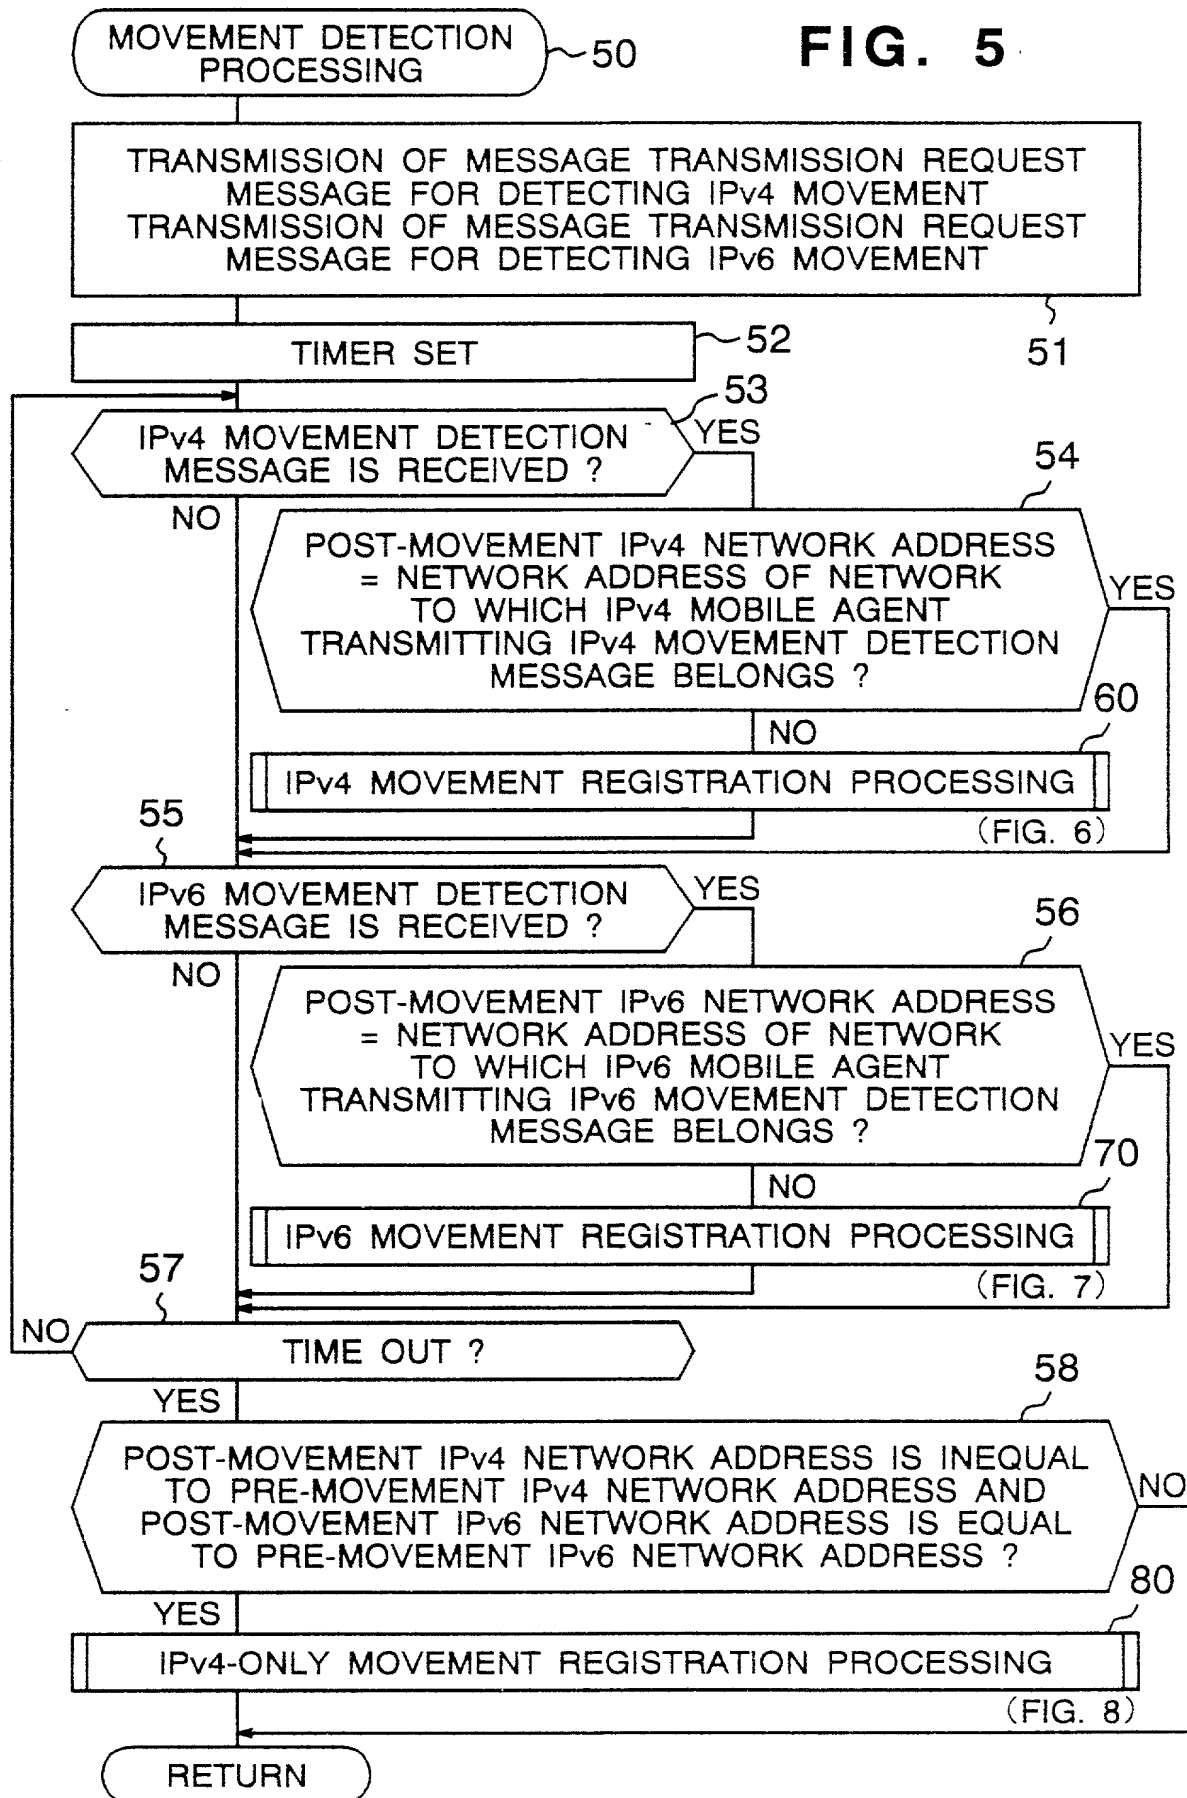 FIG. 5
MOVEMENT DETECTION
PROCESSING
50
TRANSMISSION OF MESSAGE TRANSMISSION REQUEST
MESSAGE FOR DETECTING IPv4 MOVEMENT
TRANSMISSION OF MESSAGE TRANSMISSION REQUEST
MESSAGE FOR DETECTING IPv6 MOVEMENT
51
TIMER SET
52
53
IPv4 MOVEMENT DETECTION
MESSAGE IS RECEIVED ?
YES
NO
54
POST-MOVEMENT IPv4 NETWORK ADDRESS
= NETWORK ADDRESS OF NETWORK
TO WHICH IPv4 MOBILE AGENT
TRANSMITTING IPv4 MOVEMENT DETECTION
MESSAGE BELONGS ?
YES
NO
60
IPv4 MOVEMENT REGISTRATION PROCESSING
(FIG. 6)
55
IPv6 MOVEMENT DETECTION
MESSAGE IS RECEIVED ?
YES
NO
56
POST-MOVEMENT IPv6 NETWORK ADDRESS
= NETWORK ADDRESS OF NETWORK
TO WHICH IPv6 MOBILE AGENT
TRANSMITTING IPv6 MOVEMENT DETECTION
MESSAGE BELONGS ?
YES
NO
70
IPv6 MOVEMENT REGISTRATION PROCESSING
(FIG. 7)
57
NO
TIME OUT ?
YES
58
POST-MOVEMENT IPv4 NETWORK ADDRESS IS INEQUAL
TO PRE-MOVEMENT IPv4 NETWORK ADDRESS AND
POST-MOVEMENT IPv6 NETWORK ADDRESS IS EQUAL
TO PRE-MOVEMENT IPv6 NETWORK ADDRESS ?
NO
YES
80
IPv4-ONLY MOVEMENT REGISTRATION PROCESSING
(FIG. 8)
RETURN